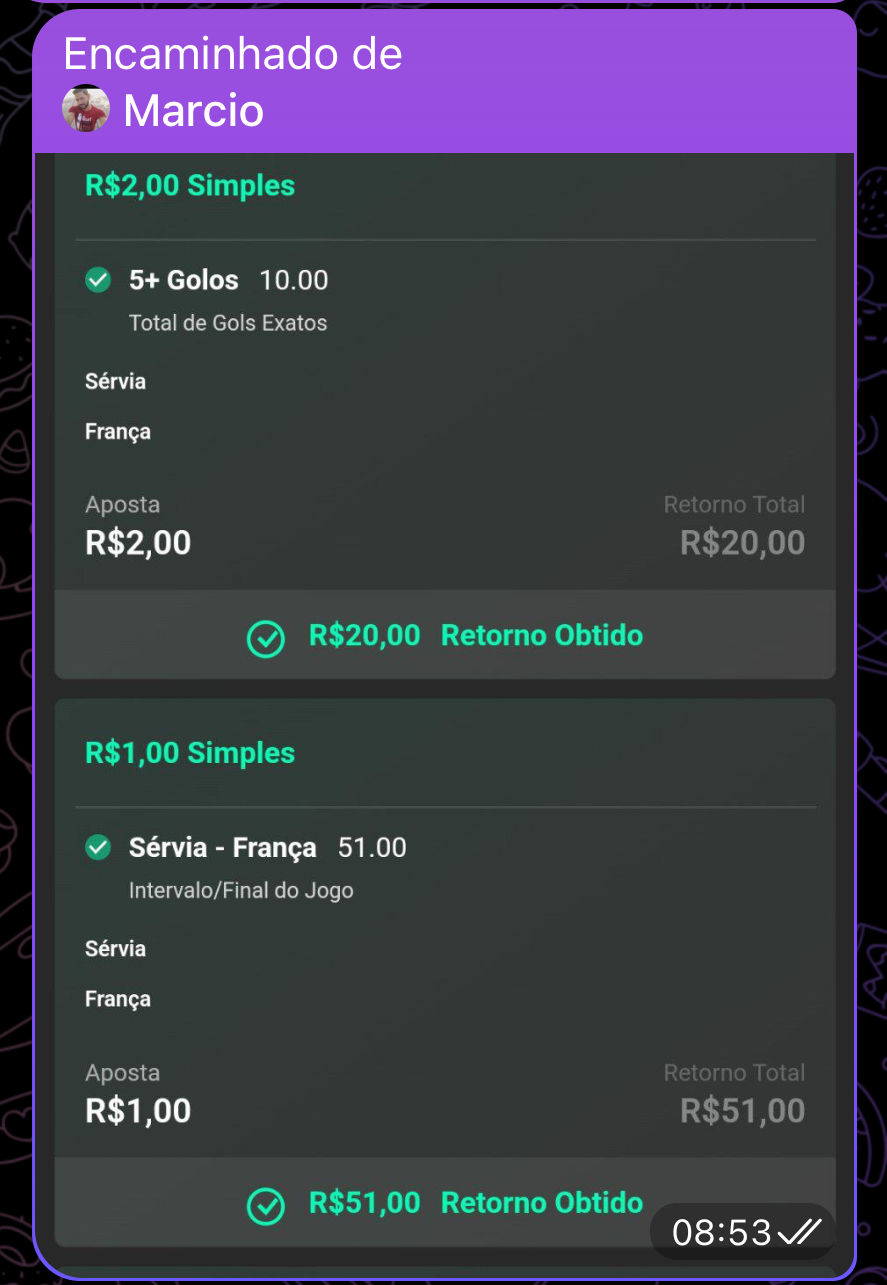 Encaminhado de
Marcio
R$2,00 Simples
5+ Golos 10.00
Total de Gols Exatos
Sérvia
França
Aposta Retorno Total
R$2,00 R$20,00
R$20,00 Retorno Obtido
R$1,00 Simples
Sérvia - França 51.00
Intervalo/Final do Jogo
Sérvia
França
Aposta Retorno Total
R$1,00 R$51,00
R$51,00 Retorno Obtido
08:53